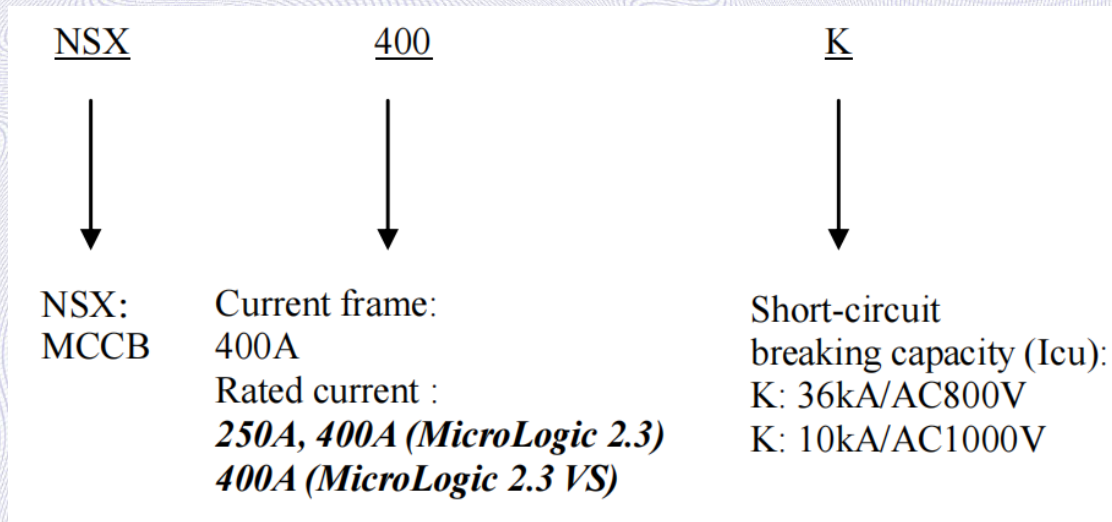 NSX 400 K
NSX:
MCCB
Current frame:
400A
Rated current :
250A, 400A (MicroLogic 2.3)
400A (MicroLogic 2.3 VS)
Short-circuit
breaking capacity (Icu):
K: 36kA/AC800V
K: 10kA/AC1000V